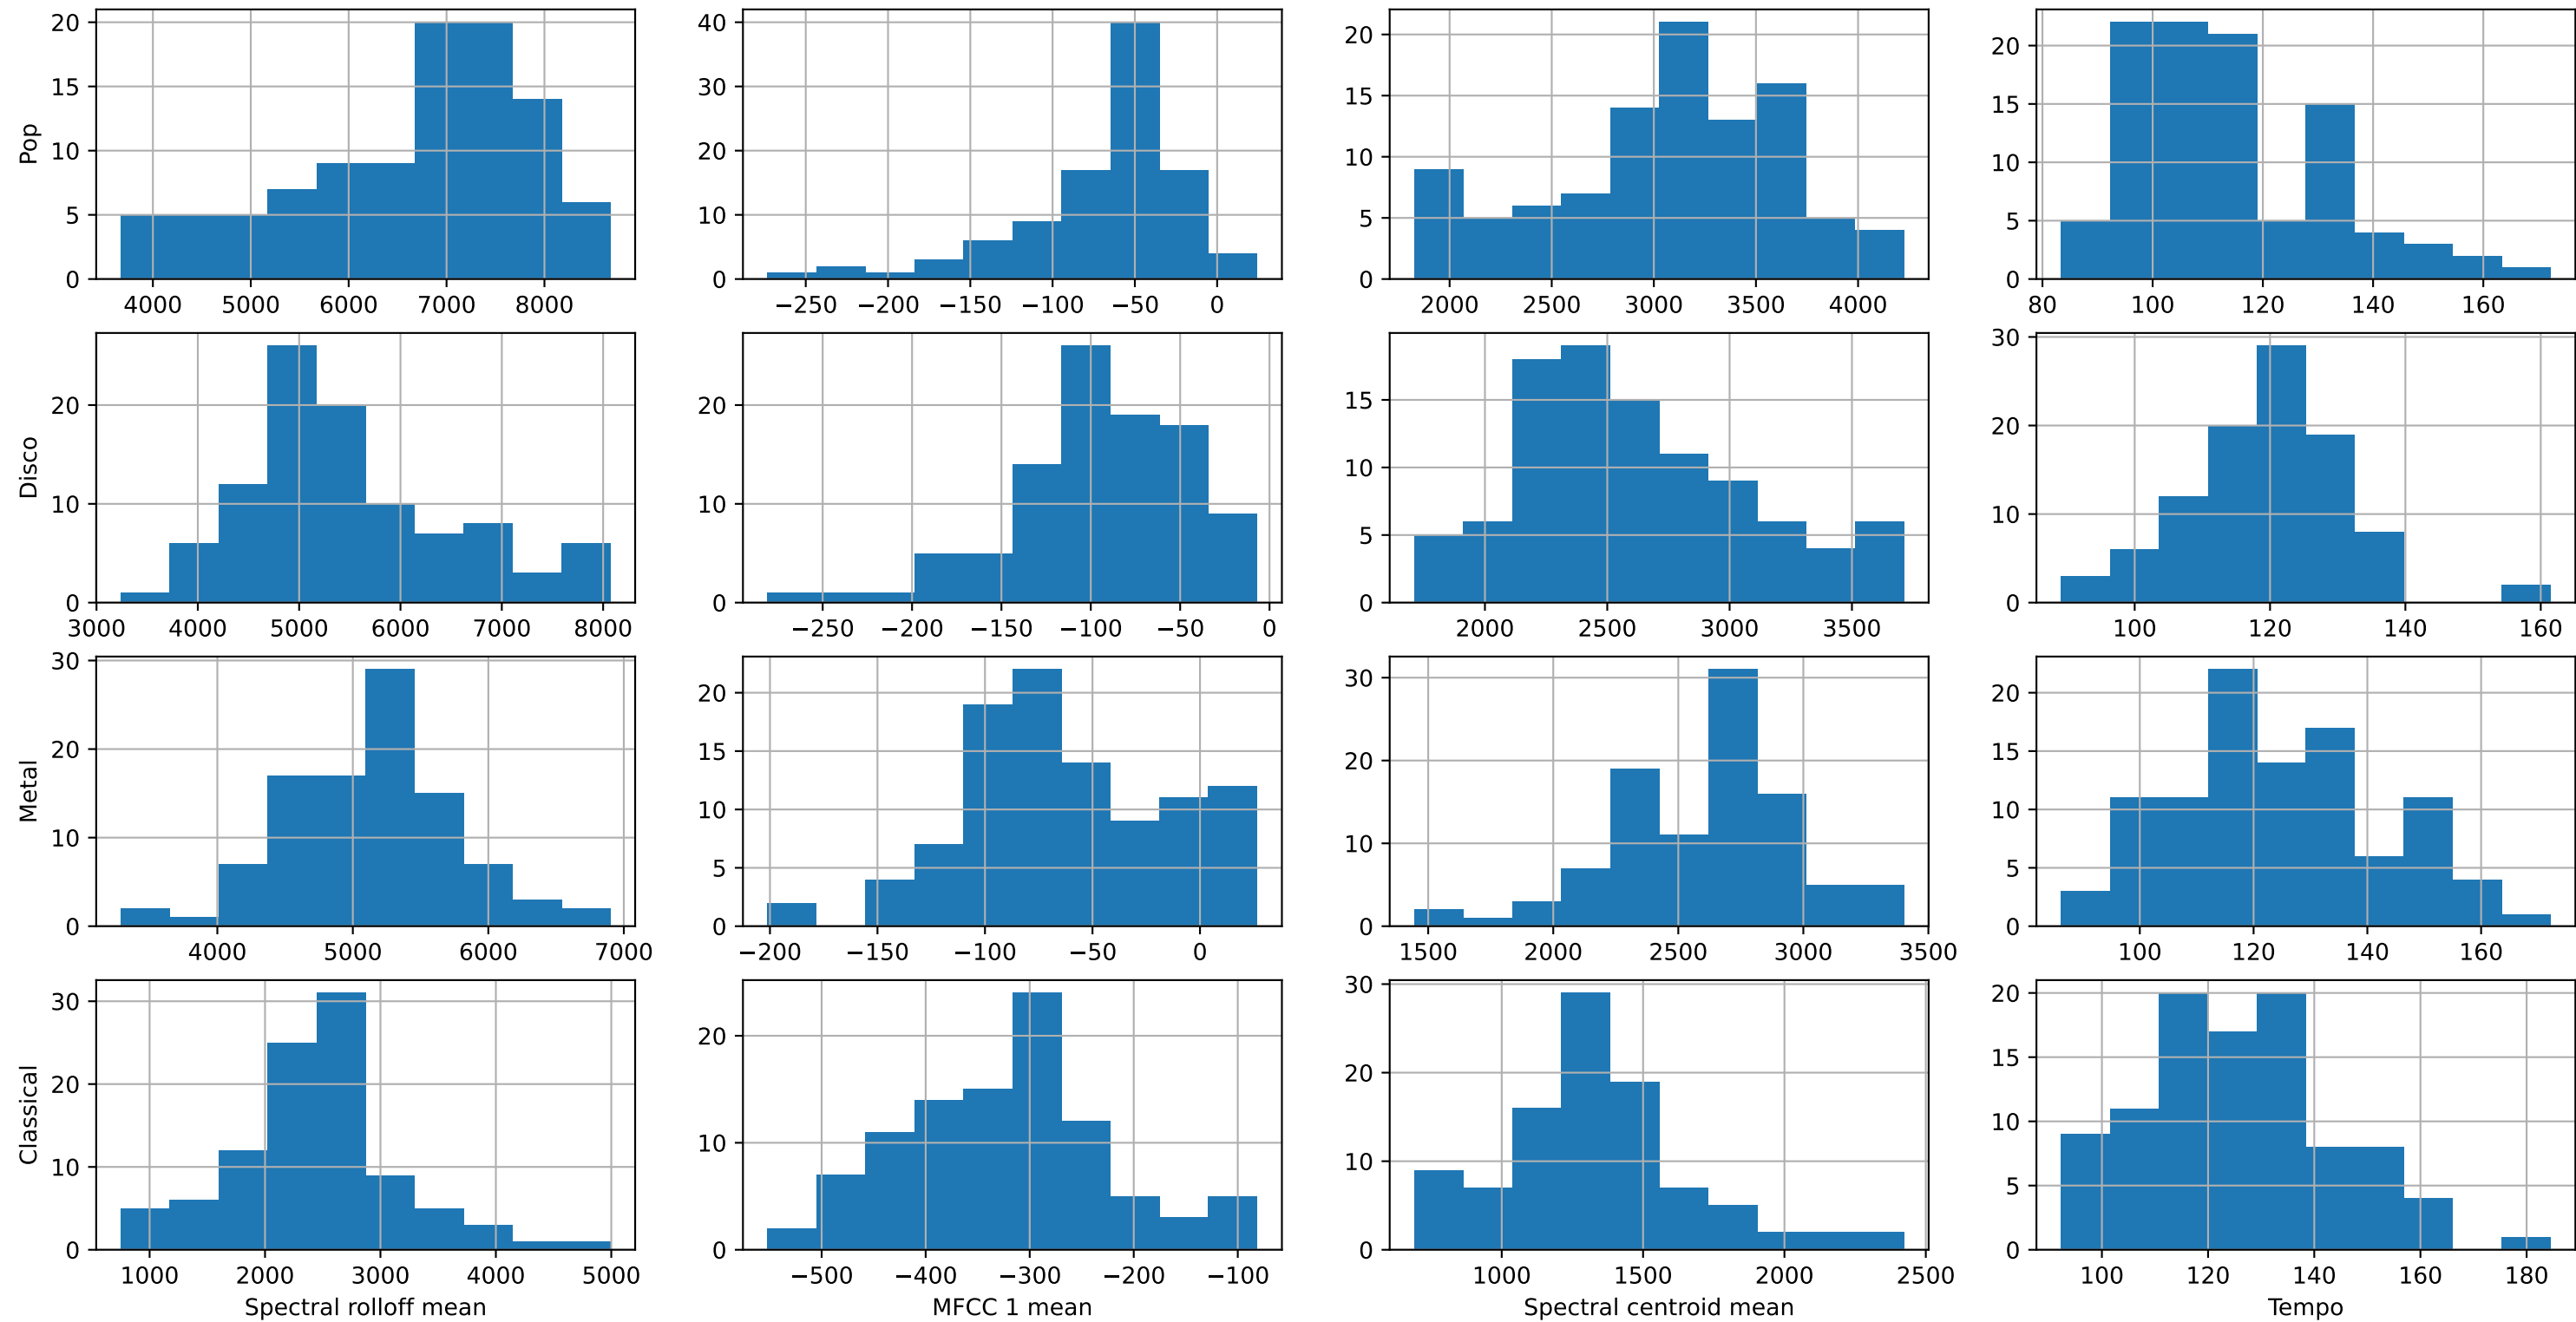 20
15
10
5
0
Pop
4000 5000 6000 7000 8000
40
30
20
10
0
−250 −200 −150 −100 −50 0
20
15
10
5
0
2000 2500 3000 3500 4000
20
15
10
5
0
80 100 120 140 160
20
10
0
Disco
3000 4000 5000 6000 7000 8000
20
10
0
−250 −200 −150 −100 −50 0
15
10
5
0
2000 2500 3000 3500
30
20
10
0
100 120 140 160
30
20
10
0
Metal
4000 5000 6000 7000
20
15
10
5
0
−200 −150 −100 −50 0
30
20
10
0
1500 2000 2500 3000 3500
20
15
10
5
0
100 120 140 160
30
20
10
0
Classical
1000 2000 3000 4000 5000
Spectral rolloff mean
20
10
0
−500 −400 −300 −200 −100
MFCC 1 mean
30
20
10
0
1000 1500 2000 2500
Spectral centroid mean
20
15
10
5
0
100 120 140 160 180
Tempo